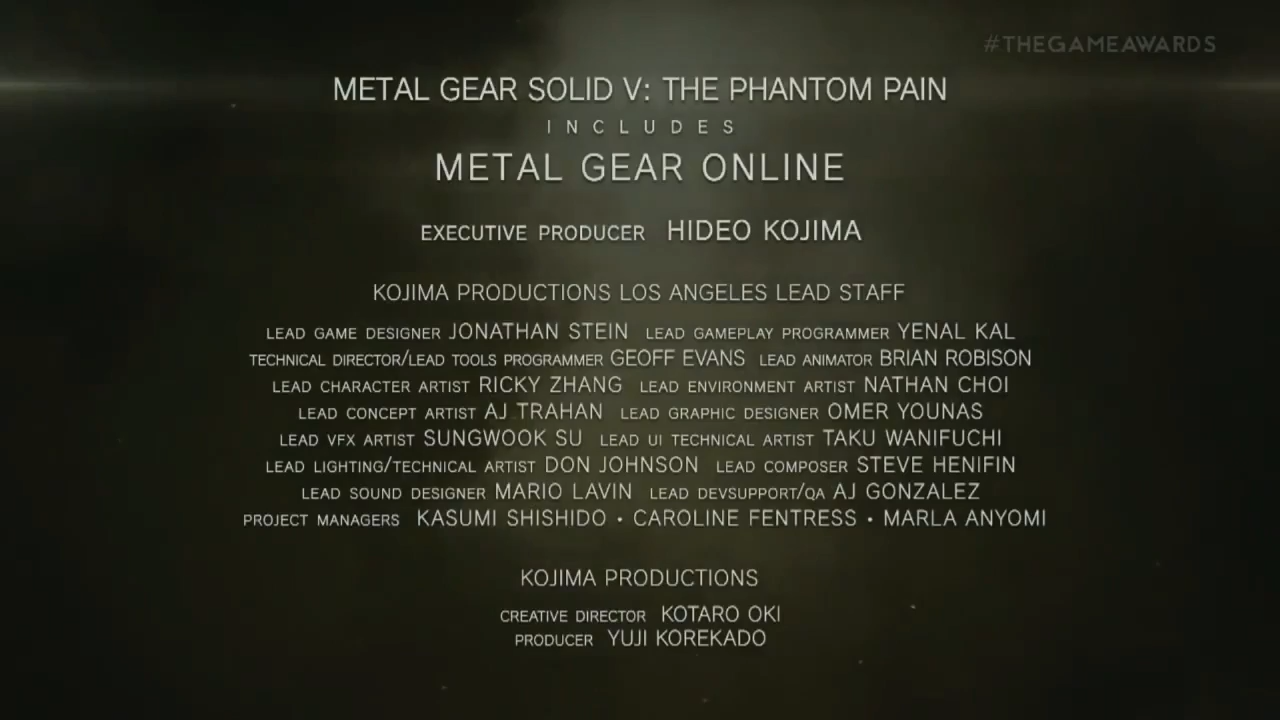 #THEGAMEAWARDS
METAL GEAR SOLID V: THE PHANTOM PAIN
INCLUDES
METAL GEAR ONLINE
EXECUTIVE PRODUCER HIDEO KOJIMA
KOJIMA PRODUCTIONS LOS ANGELES LEAD STAFF
LEAD GAME DESIGNER JONATHAN STEIN LEAD GAMEPLAY PROGRAMMER YENAL KAL
TECHNICAL DIRECTOR/LEAD TOOLS PROGRAMMER GEOFF EVANS LEAD ANIMATOR BRIAN ROBISON
LEAD CHARACTER ARTIST RICKY ZHANG LEAD ENVIRONMENT ARTIST NATHAN CHOI
LEAD CONCEPT ARTIST AJ TRAHAN LEAD GRAPHIC DESIGNER OMER YOUNAS
LEAD VFX ARTIST SUNGWOOK SU LEAD UI TECHNICAL ARTIST TAKU WANIFUCHI
LEAD LIGHTING/TECHNICAL ARTIST DON JOHNSON LEAD COMPOSER STEVE HENIFIN
LEAD SOUND DESIGNER MARIO LAVIN LEAD DEVSUPPORT/QA AJ GONZALEZ
PROJECT MANAGERS KASUMI SHISHIDO • CAROLINE FENTRESS • MARLA ANYOMI
KOJIMA PRODUCTIONS
CREATIVE DIRECTOR KOTARO OKI
PRODUCER YUJI KOREKADO